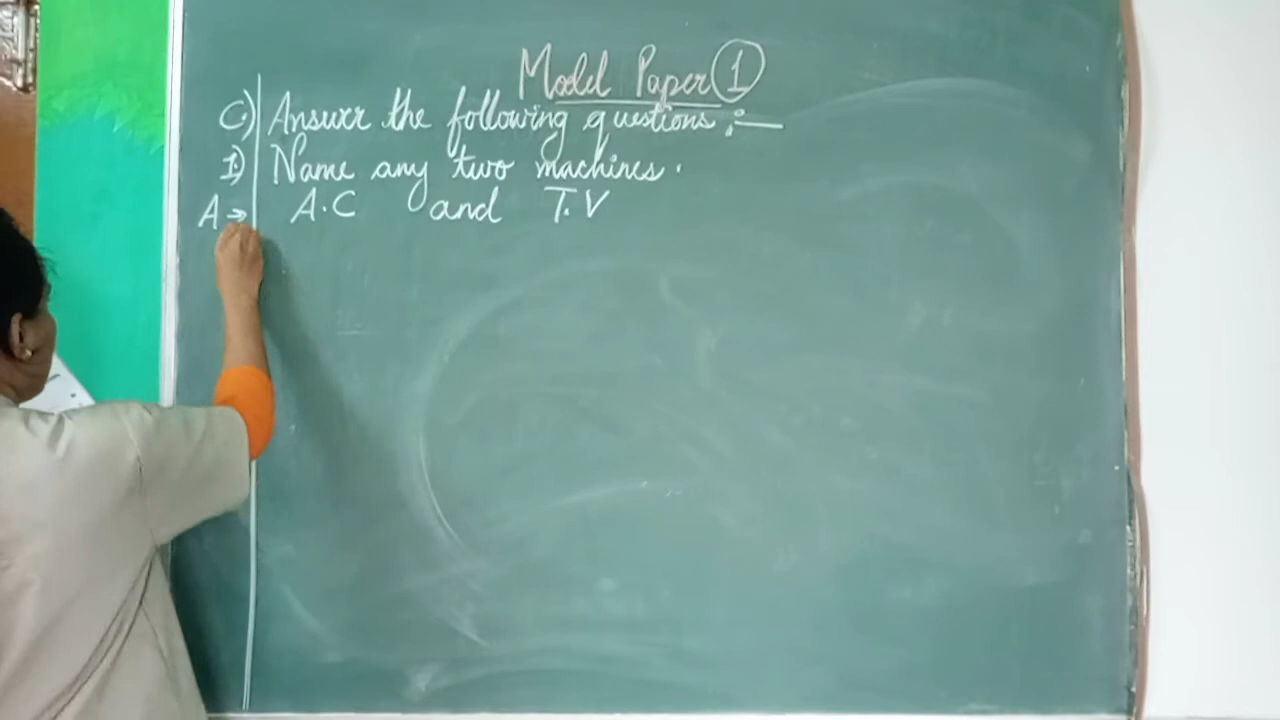 Model Paper 1
C) Answer the following questions :—
1) Name any two machines.
A → A.C and T.V